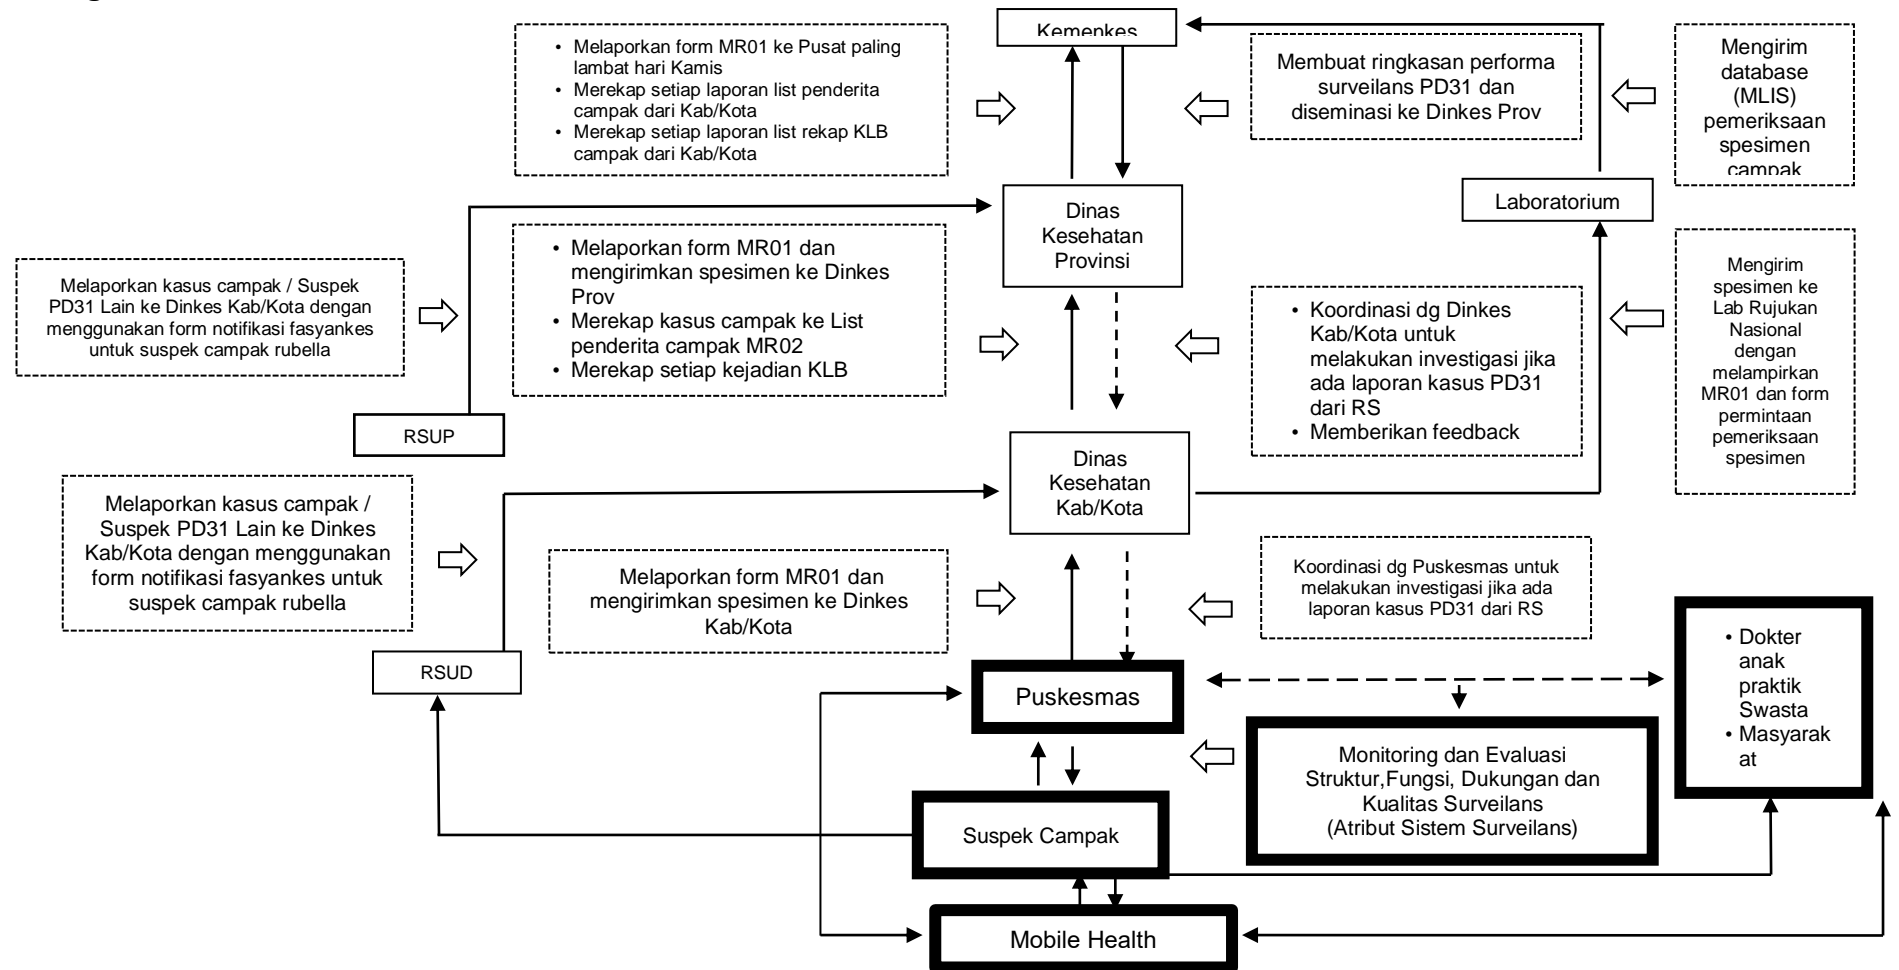 Kemenkes
• Melaporkan form MR01 ke Pusat paling
lambat hari Kamis
• Merekap setiap laporan list penderita
campak dari Kab/Kota
• Merekap setiap laporan list rekap KLB
campak dari Kab/Kota
Membuat ringkasan performa
surveilans PD31 dan
diseminasi ke Dinkes Prov
Mengirim
database
(MLIS)
pemeriksaan
spesimen
campak
Laboratorium
Dinas
Kesehatan
Provinsi
Melaporkan kasus campak / Suspek
PD31 Lain ke Dinkes Kab/Kota dengan
menggunakan form notifikasi fasyankes
untuk suspek campak rubella
• Melaporkan form MR01 dan
mengirimkan spesimen ke Dinkes
Prov
• Merekap kasus campak ke List
penderita campak MR02
• Merekap setiap kejadian KLB
• Koordinasi dg Dinkes
Kab/Kota untuk
melakukan investigasi jika
ada laporan kasus PD31
dari RS
• Memberikan feedback
Mengirim
spesimen ke
Lab Rujukan
Nasional
dengan
melampirkan
MR01 dan form
permintaan
pemeriksaan
spesimen
RSUP
Dinas
Kesehatan
Kab/Kota
Melaporkan kasus campak /
Suspek PD31 Lain ke Dinkes
Kab/Kota dengan menggunakan
form notifikasi fasyankes untuk
suspek campak rubella
Melaporkan form MR01 dan
mengirimkan spesimen ke Dinkes
Kab/Kota
Koordinasi dg Puskesmas untuk
melakukan investigasi jika ada
laporan kasus PD31 dari RS
RSUD
Puskesmas
• Dokter
anak
praktik
Swasta
• Masyarak
at
Monitoring dan Evaluasi
Struktur,Fungsi, Dukungan dan
Kualitas Surveilans
(Atribut Sistem Surveilans)
Suspek Campak
Mobile Health